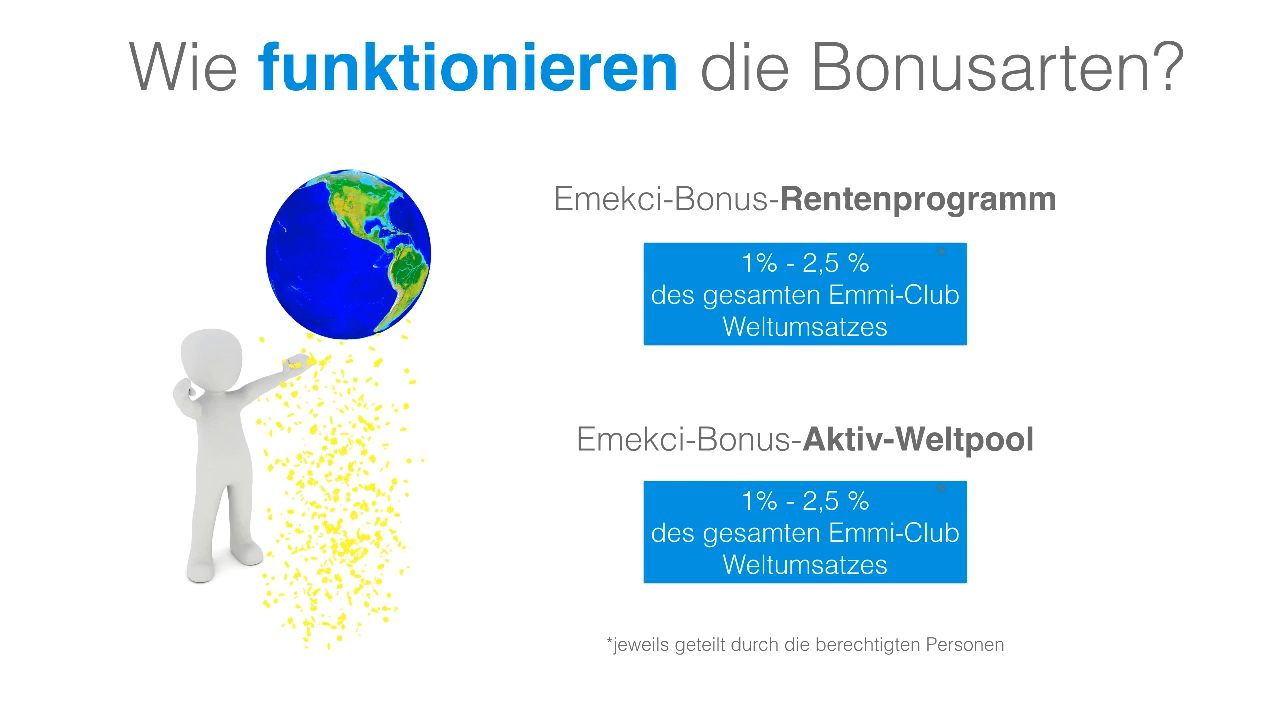 Wie funktionieren die Bonusarten?
Emekci-Bonus-Rentenprogramm
1% - 2,5 % *
des gesamten Emmi-Club
Weltumsatzes
Emekci-Bonus-Aktiv-Weltpool
1% - 2,5 % *
des gesamten Emmi-Club
Weltumsatzes
*jeweils geteilt durch die berechtigten Personen